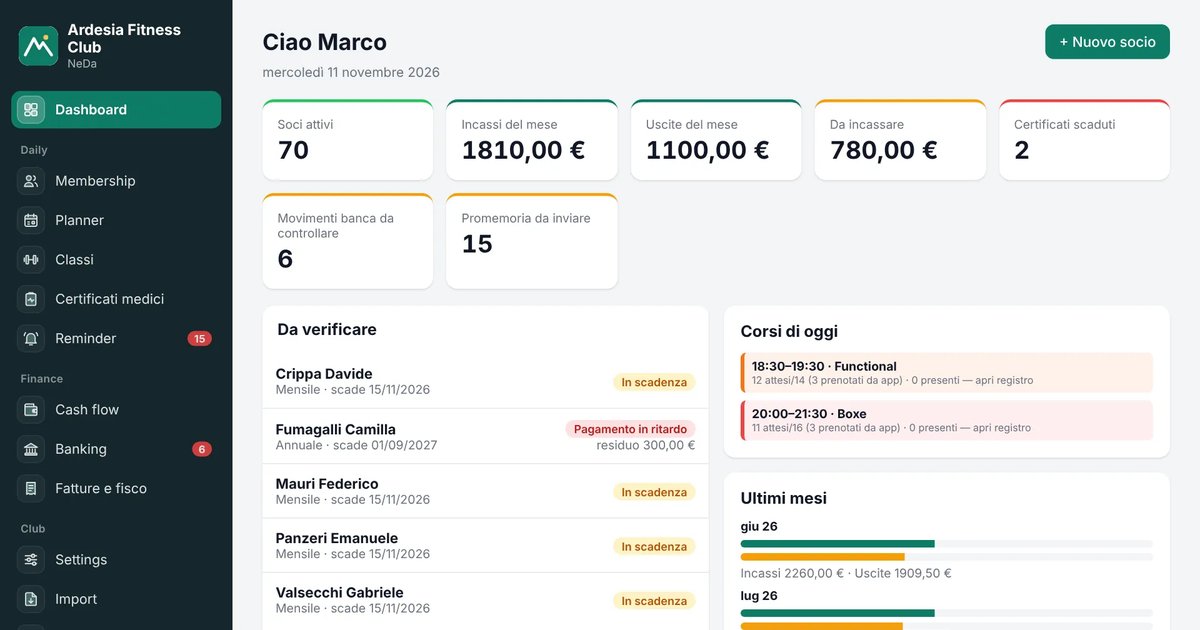 Ardesia Fitness
Club
NeDa
Dashboard
Daily
Membership
Planner
Classi
Certificati medici
Reminder 15
Finance
Cash flow
Banking 6
Fatture e fisco
Club
Settings
Import
Ciao Marco
mercoledì 11 novembre 2026
+ Nuovo socio
Soci attivi
70
Incassi del mese
1810,00 €
Uscite del mese
1100,00 €
Da incassare
780,00 €
Certificati scaduti
2
Movimenti banca da
controllare
6
Promemoria da inviare
15
Da verificare
Crippa Davide
Mensile · scade 15/11/2026
In scadenza
Fumagalli Camilla
Annuale · scade 01/09/2027
Pagamento in ritardo
residuo 300,00 €
Mauri Federico
Mensile · scade 15/11/2026
In scadenza
Panzeri Emanuele
Mensile · scade 15/11/2026
In scadenza
Valsecchi Gabriele
Mensile · scade 15/11/2026
In scadenza
Corsi di oggi
18:30–19:30 · Functional
12 attesi/14 (3 prenotati da app) · 0 presenti — apri registro
20:00–21:30 · Boxe
11 attesi/16 (3 prenotati da app) · 0 presenti — apri registro
Ultimi mesi
giu 26
Incassi 2260,00 € · Uscite 1909,50 €
lug 26